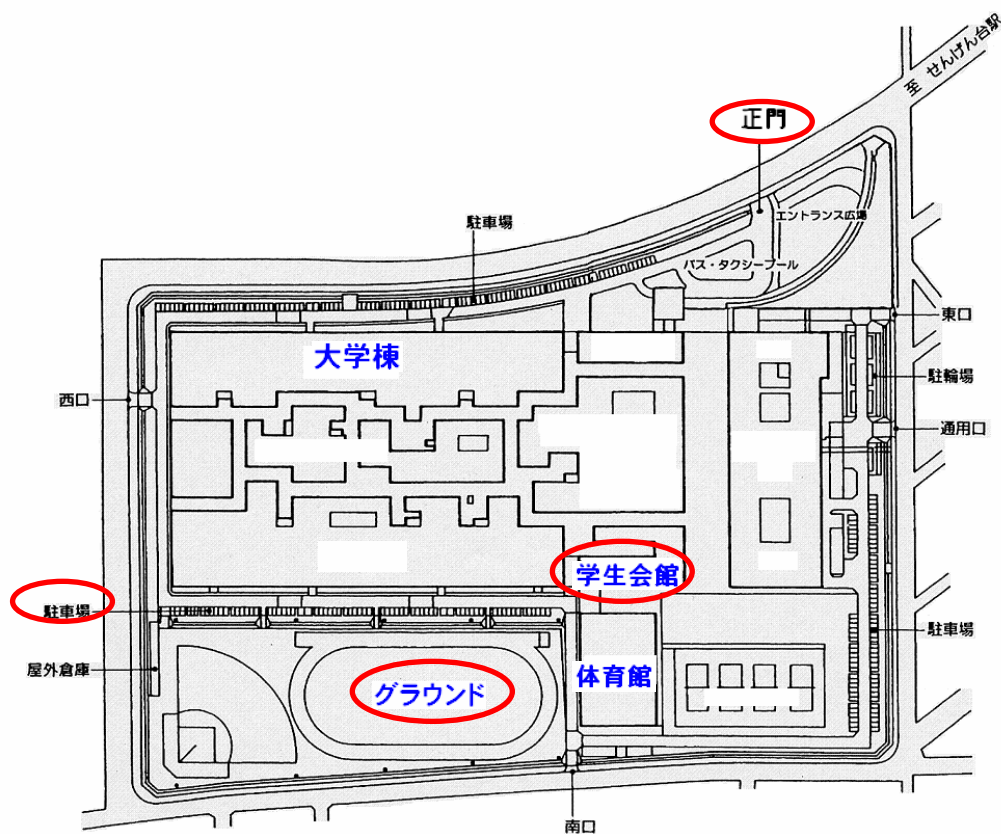 至 せんげん台駅
正門
エントランス広場
駐車場
バス・タクシープール
東口
大学棟
駐輪場
西口
通用口
学生会館
駐車場
駐車場
屋外倉庫
体育館
グラウンド
南口